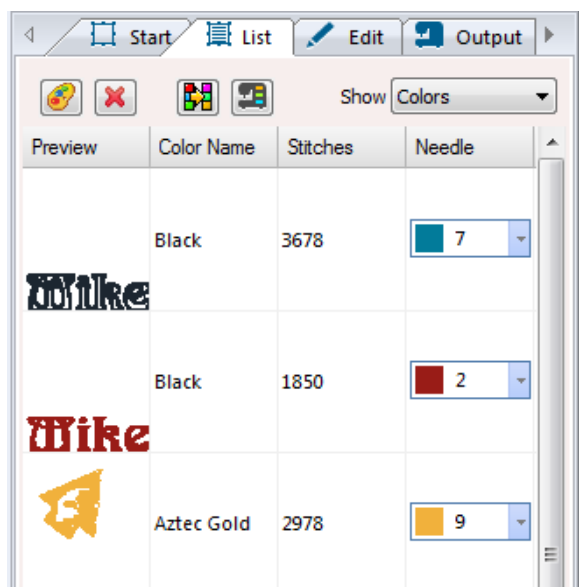 Start List Edit Output
Show Colors
Preview Color Name Stitches Needle
Black 3678 7
Mike
Black 1850 2
Mike
Aztec Gold 2978 9